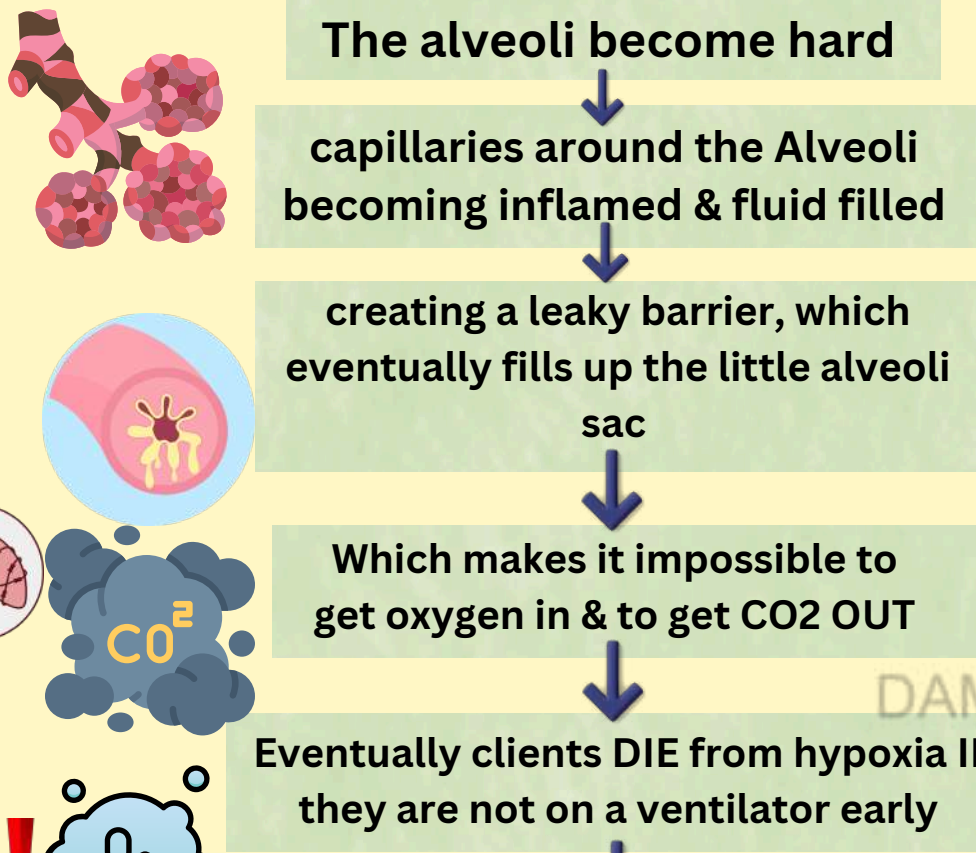 The alveoli become hard
capillaries around the Alveoli
becoming inflamed & fluid filled
creating a leaky barrier, which
eventually fills up the little alveoli
sac
Which makes it impossible to
get oxygen in & to get CO2 OUT
CO²
Eventually clients DIE from hypoxia
they are not on a ventilator early